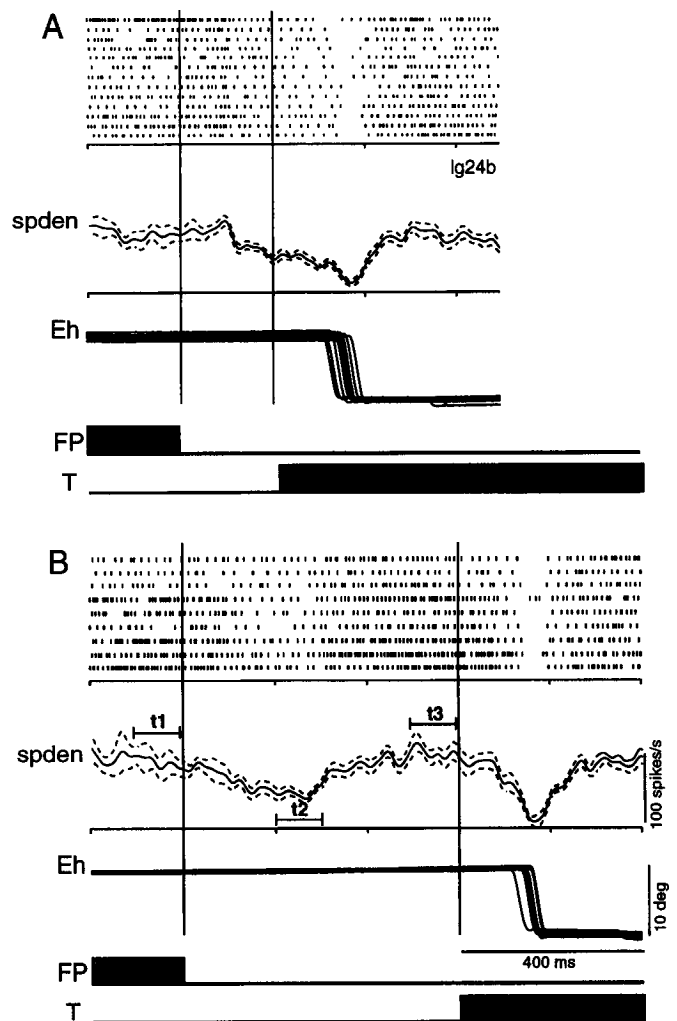 A
lg24b
spden
Eh
FP
T
B
t1
t3
spden
t2
100 spikes/s
Eh
10 deg
400 ms
FP
T